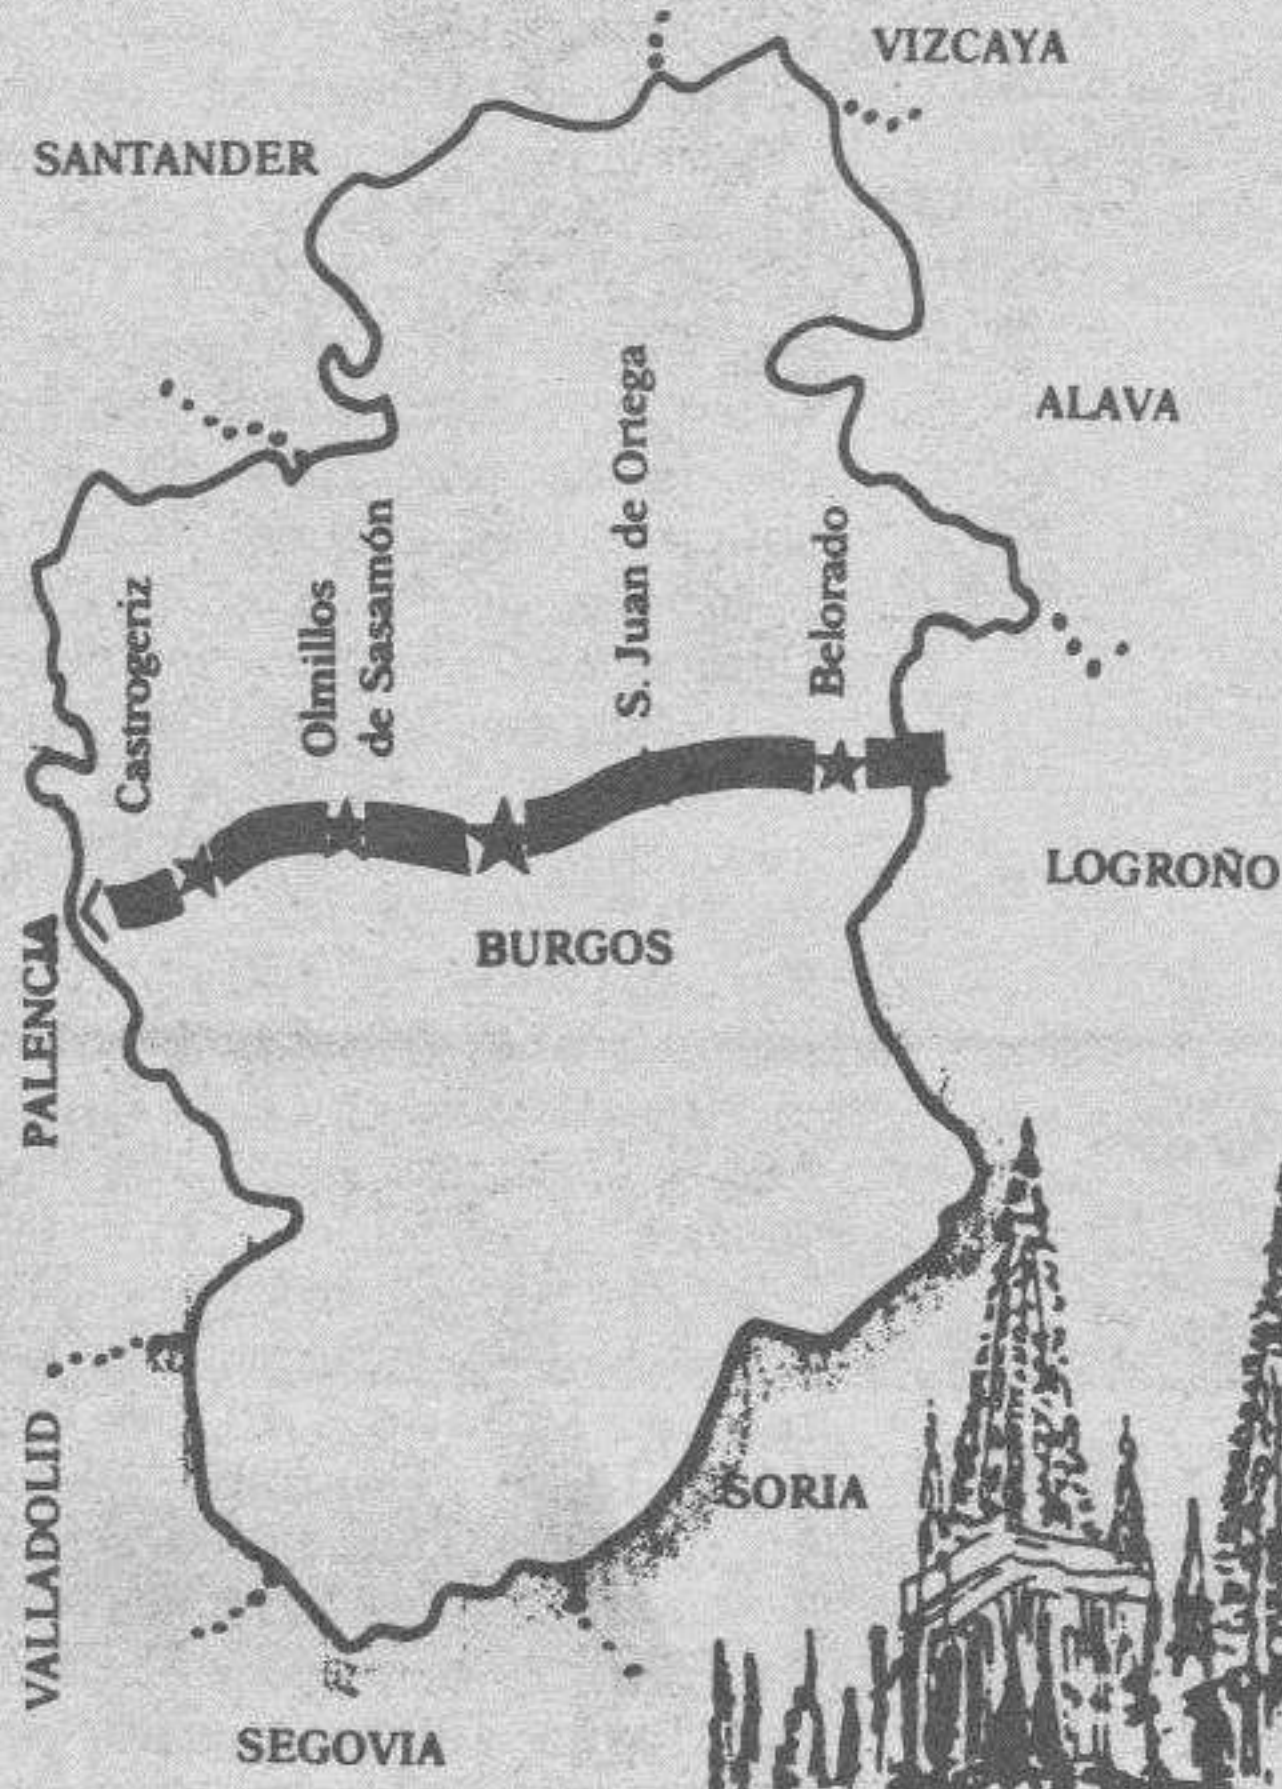 VIZCAYA
SANTANDER
ALAVA
S. Juan de Ortega
Belorado
Olmillos
de Sasamón
Castrogeriz
LOGROÑO
BURGOS
PALENCIA
SORIA
VALLADOLID
SEGOVIA